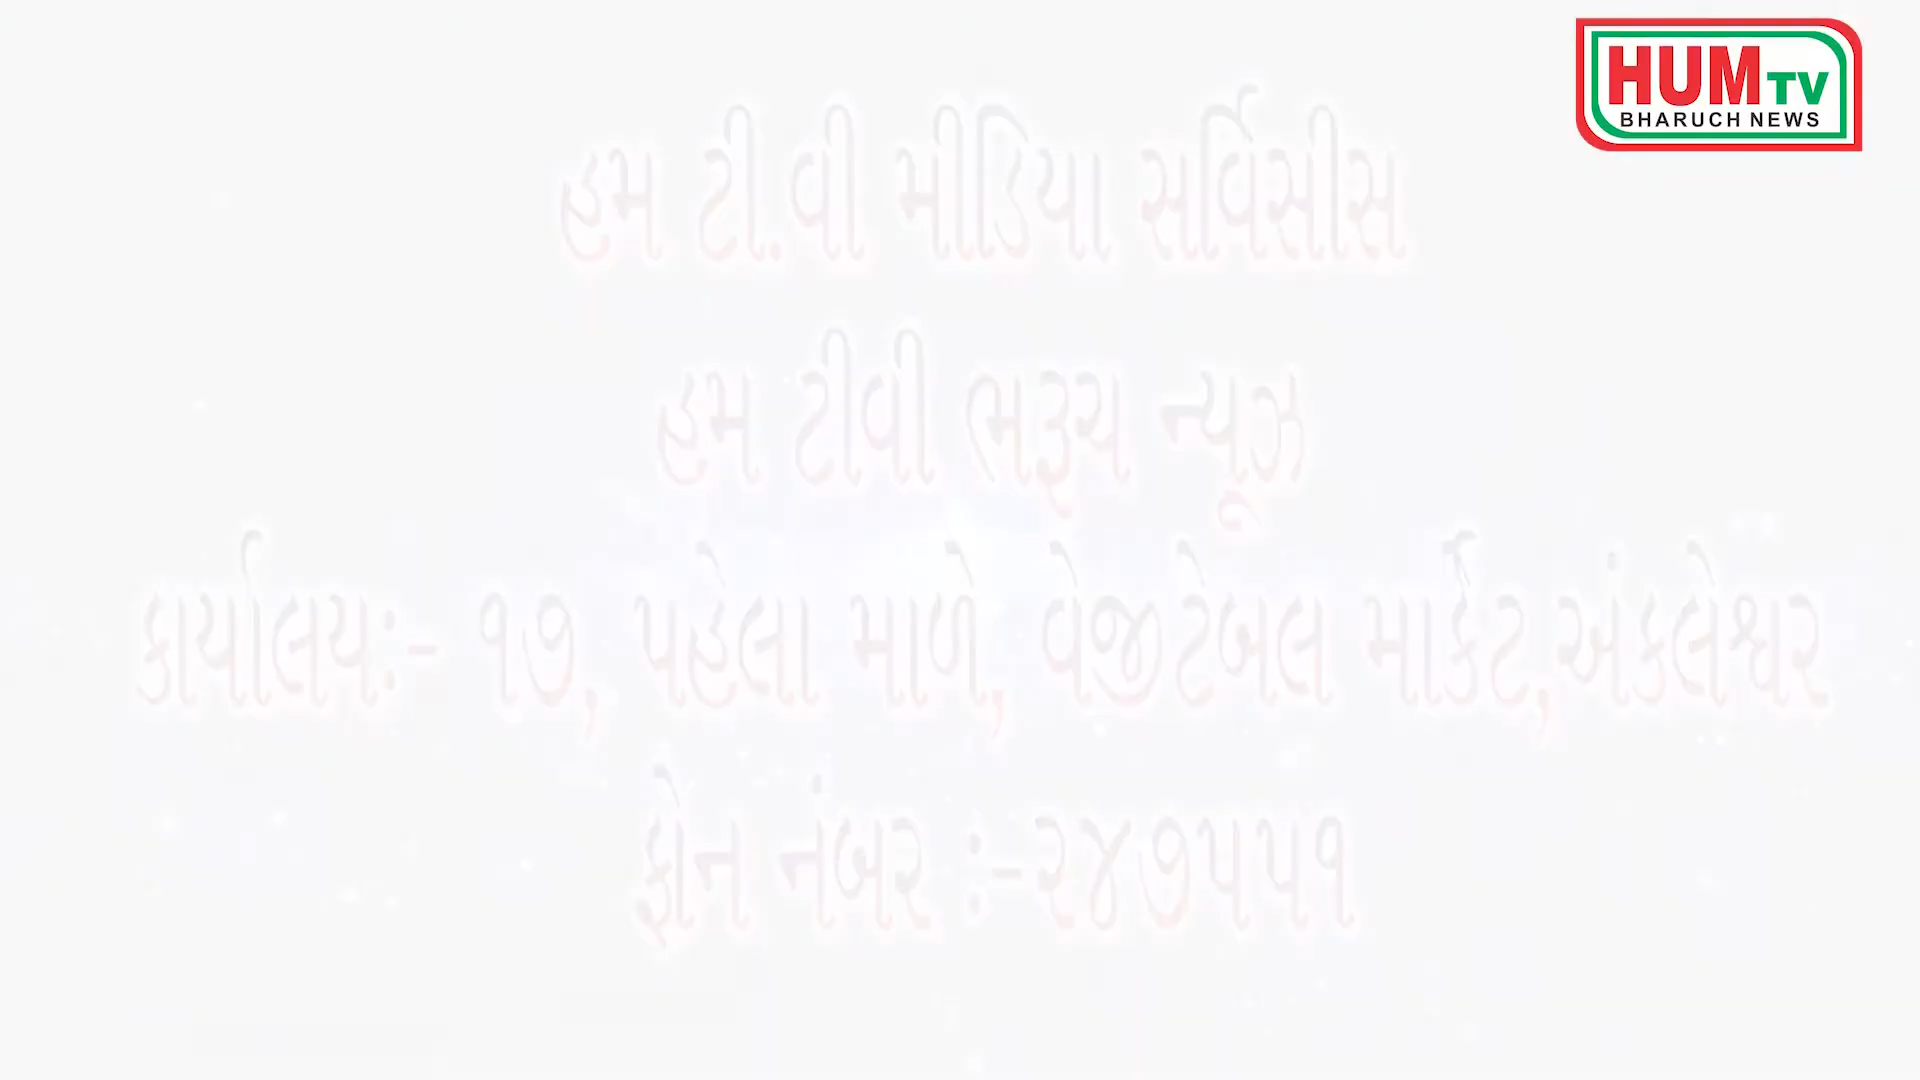 HUM TV
BHARUCH NEWS
હમ ટી.વી મીડિયા સર્વિસીસ
હમ ટીવી ભરૂચ ન્યૂઝ
કાર્યાલયઃ- ૧૭, પહેલા માળે, વેજીટેબલ માર્કેટ,અંકલેશ્વર
ફોન નંબર ઃ-૨૪૭૫૫૧